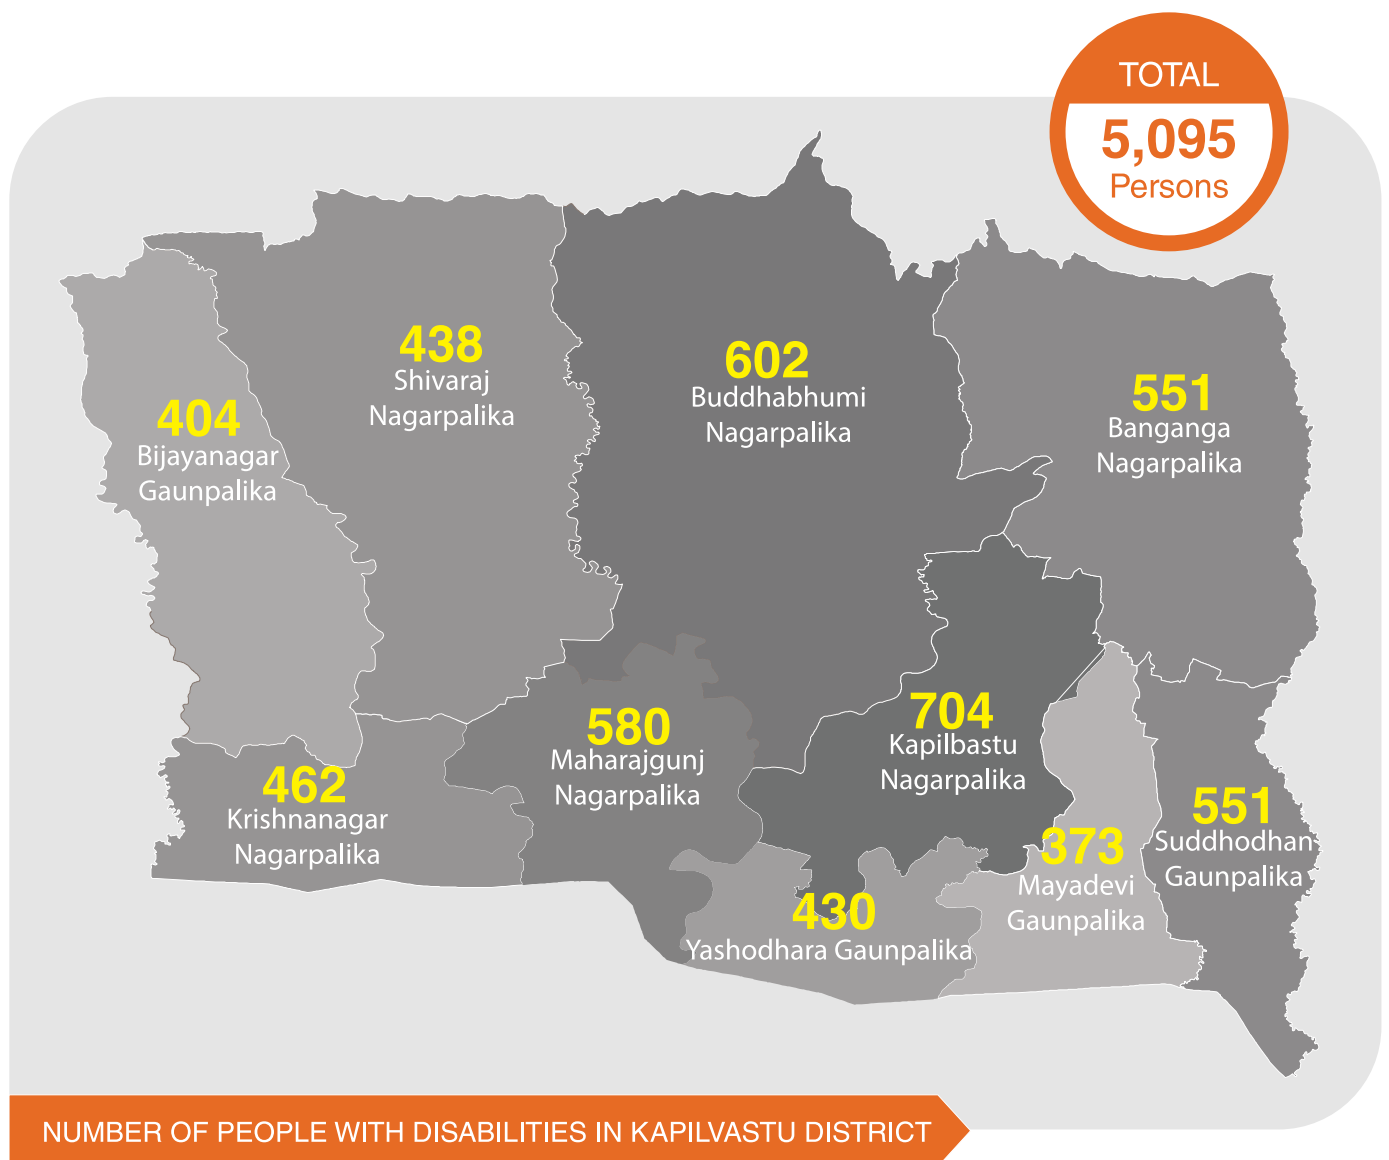 TOTAL
5,095
Persons
438
Shivaraj
Nagarpalika
602
Buddhabhumi
Nagarpalika
551
Banganga
Nagarpalika
404
Bijayanagar
Gaunpalika
704
Kapilbastu
Nagarpalika
580
Maharajgunj
Nagarpalika
462
Krishnanagar
Nagarpalika
551
Suddhodhan
Gaunpalika
373
Mayadevi
Gaunpalika
430
Yashodhara Gaunpalika
NUMBER OF PEOPLE WITH DISABILITIES IN KAPILVASTU DISTRICT